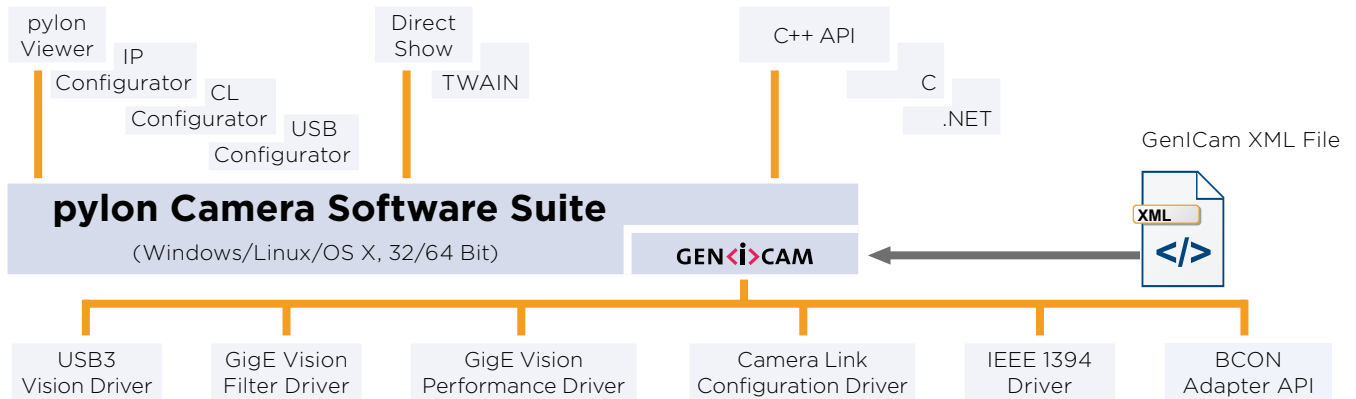 pylon
Viewer
IP
Configurator
CL
Configurator
USB
Configurator
Direct
Show
TWAIN
C++ API
C
.NET
GenICam XML File
XML
</>
pylon Camera Software Suite
(Windows/Linux/OS X, 32/64 Bit)
GEN<i>CAM
USB3
Vision Driver
GigE Vision
Filter Driver
GigE Vision
Performance Driver
Camera Link
Configuration Driver
IEEE 1394
Driver
BCON
Adapter API